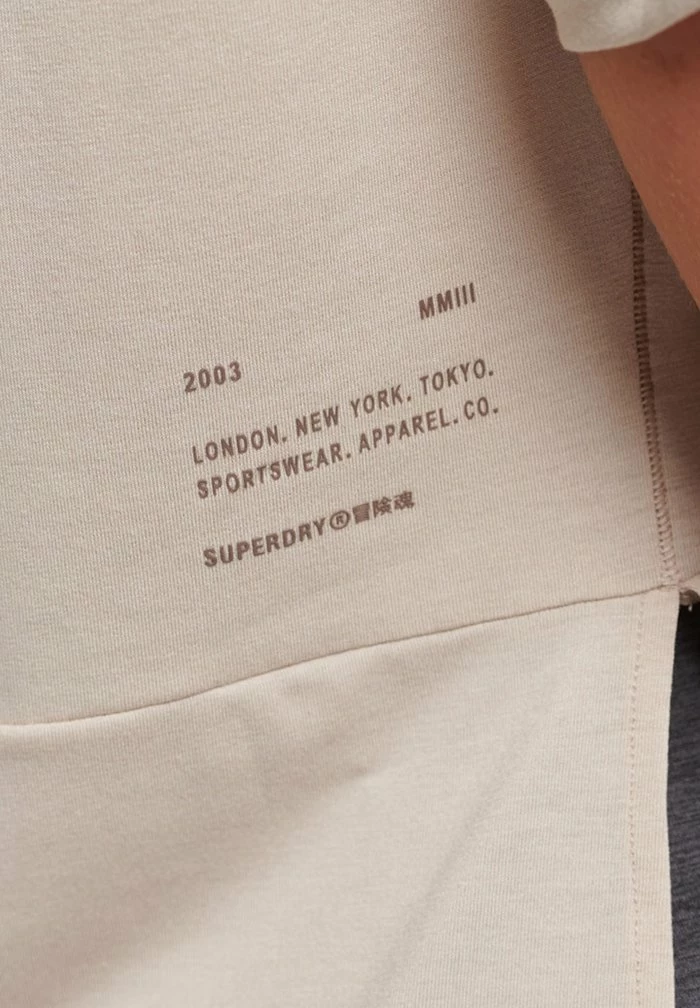 MMIII
2003
LONDON. NEW YORK. TOKYO.
SPORTSWEAR. APPAREL. CO.
SUPERDRY®冒険魂